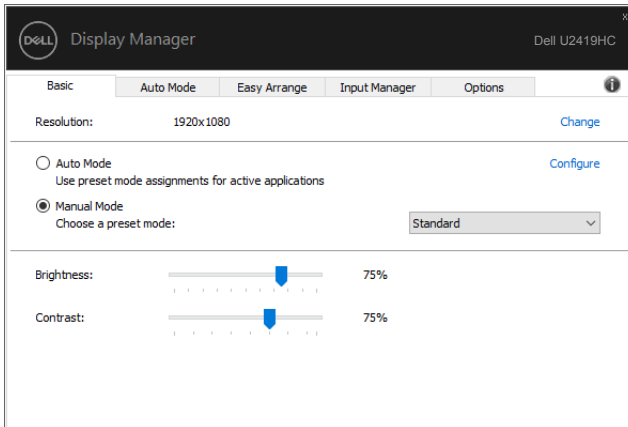 DELL Display Manager Dell U2419HC
x
Basic Auto Mode Easy Arrange Input Manager Options i
Resolution: 1920x1080 Change
Auto Mode Configure
Use preset mode assignments for active applications
Manual Mode
Choose a preset mode: Standard
Brightness: 75%
Contrast: 75%